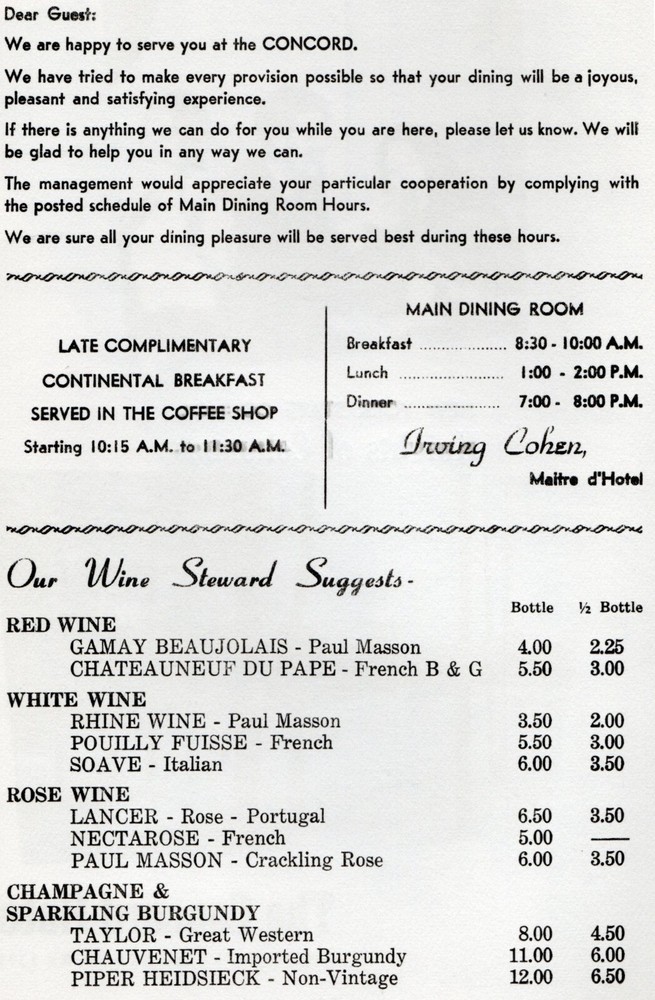 Dear Guest:
We are happy to serve you at the CONCORD.
We have tried to make every provision possible so that your dining will be a joyous,
pleasant and satisfying experience.
If there is anything we can do for you while you are here, please let us know. We will
be glad to help you in any way we can.
The management would appreciate your particular cooperation by complying with
the posted schedule of Main Dining Room Hours.
We are sure all your dining pleasure will be served best during these hours.
LATE COMPLIMENTARY
CONTINENTAL BREAKFAST
SERVED IN THE COFFEE SHOP
Starting 10:15 A.M. to 11:30 A.M.
MAIN DINING ROOM
Breakfast ................... 8:30 - 10:00 A.M.
Lunch ...................... 1:00 - 2:00 P.M.
Dinner .................... 7:00 - 8:00 P.M.
Irving Cohen,
Maitre d'Hotel
Our Wine Steward Suggests-
Bottle ½ Bottle
RED WINE
GAMAY BEAUJOLAIS - Paul Masson 4.00 2.25
CHATEAUNEUF DU PAPE - French B & G 5.50 3.00
WHITE WINE
RHINE WINE - Paul Masson 3.50 2.00
POUILLY FUISSE - French 5.50 3.00
SOAVE - Italian 6.00 3.50
ROSE WINE
LANCER - Rose - Portugal 6.50 3.50
NECTAROSE - French 5.00 ——
PAUL MASSON - Crackling Rose 6.00 3.50
CHAMPAGNE &
SPARKLING BURGUNDY
TAYLOR - Great Western 8.00 4.50
CHAUVENET - Imported Burgundy 11.00 6.00
PIPER HEIDSIECK - Non-Vintage 12.00 6.50